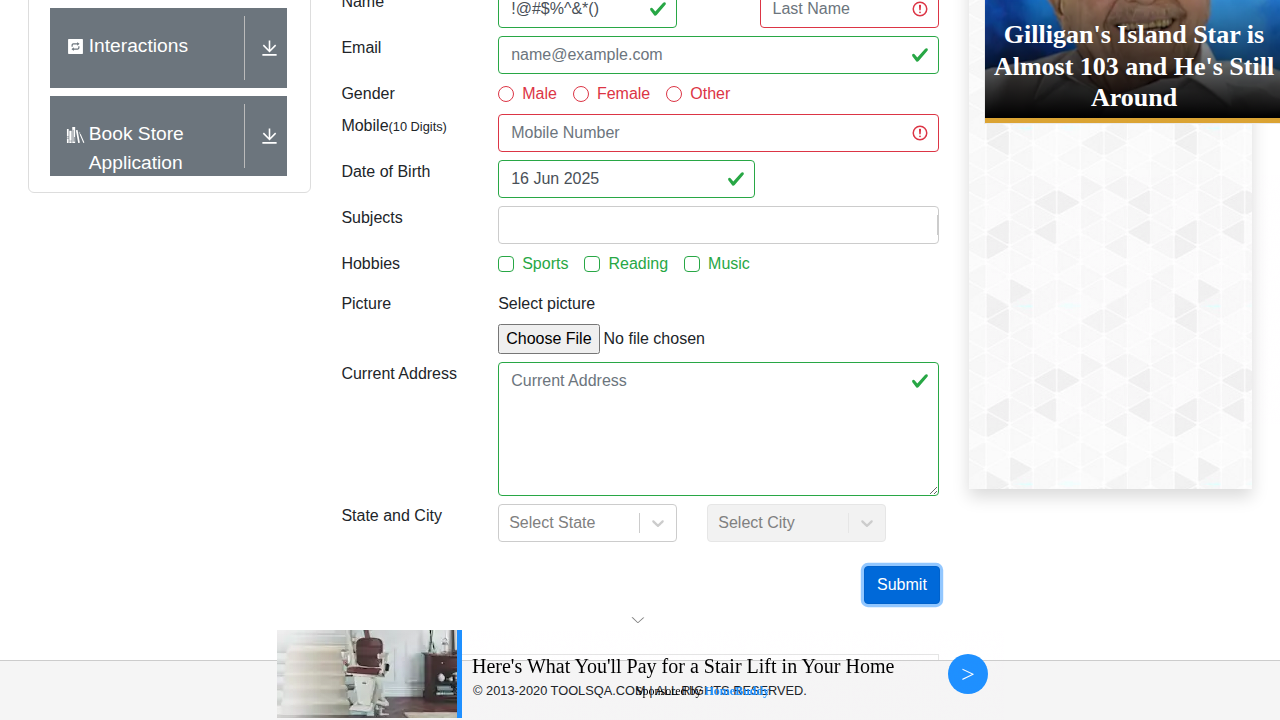 Name
!@#$%^&*()
Last Name
Interactions
Email
name@example.com
Gender
Male
Female
Other
Book Store
Application
Mobile(10 Digits)
Mobile Number
Date of Birth
16 Jun 2025
Subjects
Hobbies
Sports
Reading
Music
Picture
Select picture
Choose File
No file chosen
Current Address
Current Address
State and City
Select State
Select City
Submit
Gilligan's Island Star is
Almost 103 and He's Still
Around
Here's What You'll Pay for a Stair Lift in Your Home
© 2013-2020 TOOLSQA.COM | ALL RIGHTS RESERVED.
>